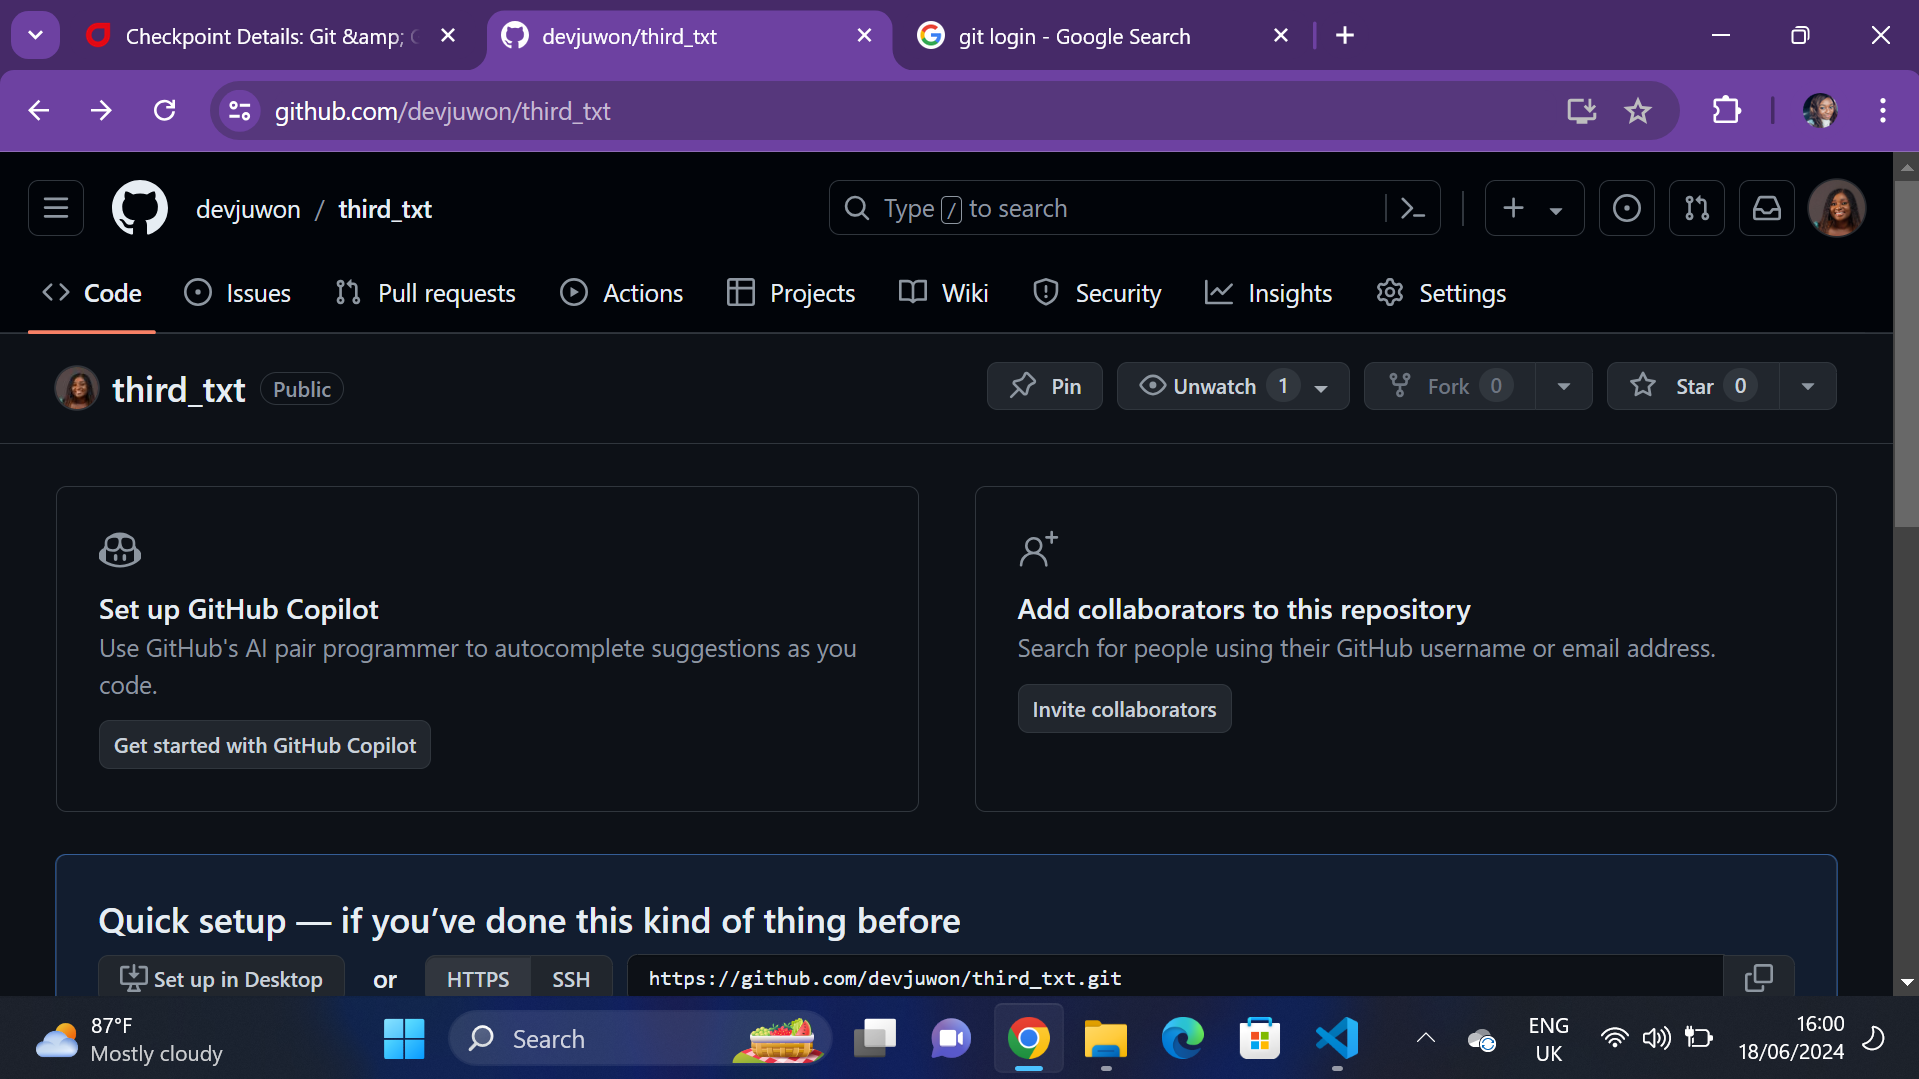 Checkpoint Details: Git &amp;
devjuwon/third_txt
git login - Google Search
github.com/devjuwon/third_txt
devjuwon / third_txt
Type / to search
Code
Issues
Pull requests
Actions
Projects
Wiki
Security
Insights
Settings
third_txt
Public
Pin
Unwatch 1
Fork 0
Star 0
Set up GitHub Copilot
Use GitHub's AI pair programmer to autocomplete suggestions as you
code.
Get started with GitHub Copilot
Add collaborators to this repository
Search for people using their GitHub username or email address.
Invite collaborators
Quick setup — if you’ve done this kind of thing before
Set up in Desktop
or
HTTPS
SSH
https://github.com/devjuwon/third_txt.git
87°F
Mostly cloudy
Search
ENG
UK
16:00
18/06/2024